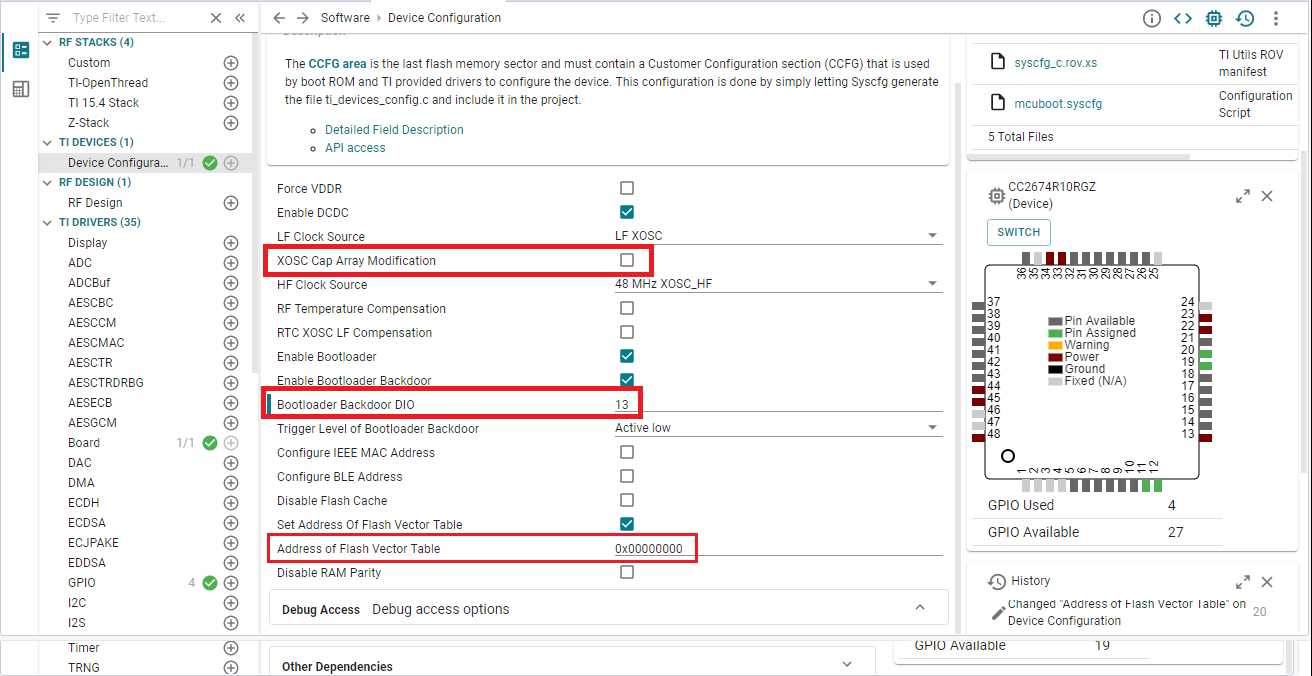 Type Filter Text...
RF STACKS (4)
Custom
TI-OpenThread
TI 15.4 Stack
Z-Stack
TI DEVICES (1)
Device Configura... 1/1
RF DESIGN (1)
RF Design
TI DRIVERS (35)
Display
ADC
ADCBuf
AESCBC
AESCCM
AESCMAC
AESCTR
AESCTRDRBG
AESECB
AESGCM
Board 1/1
DAC
DMA
ECDH
ECDSA
ECJPAKE
EDDSA
GPIO 4
I2C
I2S
Timer
TRNG
Software > Device Configuration
Description
The CCFG area is the last flash memory sector and must contain a Customer Configuration section (CCFG) that is used
by boot ROM and TI provided drivers to configure the device. This configuration is done by simply letting Syscfg generate
the file ti_devices_config.c and include it in the project.
Detailed Field Description
API access
Force VDDR
Enable DCDC
LF Clock Source LF XOSC
XOSC Cap Array Modification
HF Clock Source 48 MHz XOSC_HF
RF Temperature Compensation
RTC XOSC LF Compensation
Enable Bootloader
Enable Bootloader Backdoor
Bootloader Backdoor DIO 13
Trigger Level of Bootloader Backdoor Active low
Configure IEEE MAC Address
Configure BLE Address
Disable Flash Cache
Set Address Of Flash Vector Table
Address of Flash Vector Table 0x00000000
Disable RAM Parity
Debug Access Debug access options
Other Dependencies
syscfg_c.rov.xs TI Utils ROV
manifest
mcuboot.syscfg Configuration
Script
5 Total Files
CC2674R10RGZ
(Device)
SWITCH
36 35 34 33 32 31 30 29 28 27 26 25
37
38
39
40
41
42
43
44
45
46
47
48
Pin Available
Pin Assigned
Warning
Power
Ground
Fixed (N/A)
24
23
22
21
20
19
18
17
16
15
14
13
1 2 3 4 5 6 7 8 9 10 11 12
GPIO Used 4
GPIO Available 27
History
Changed "Address of Flash Vector Table" on
Device Configuration 20
GPIO Available 19